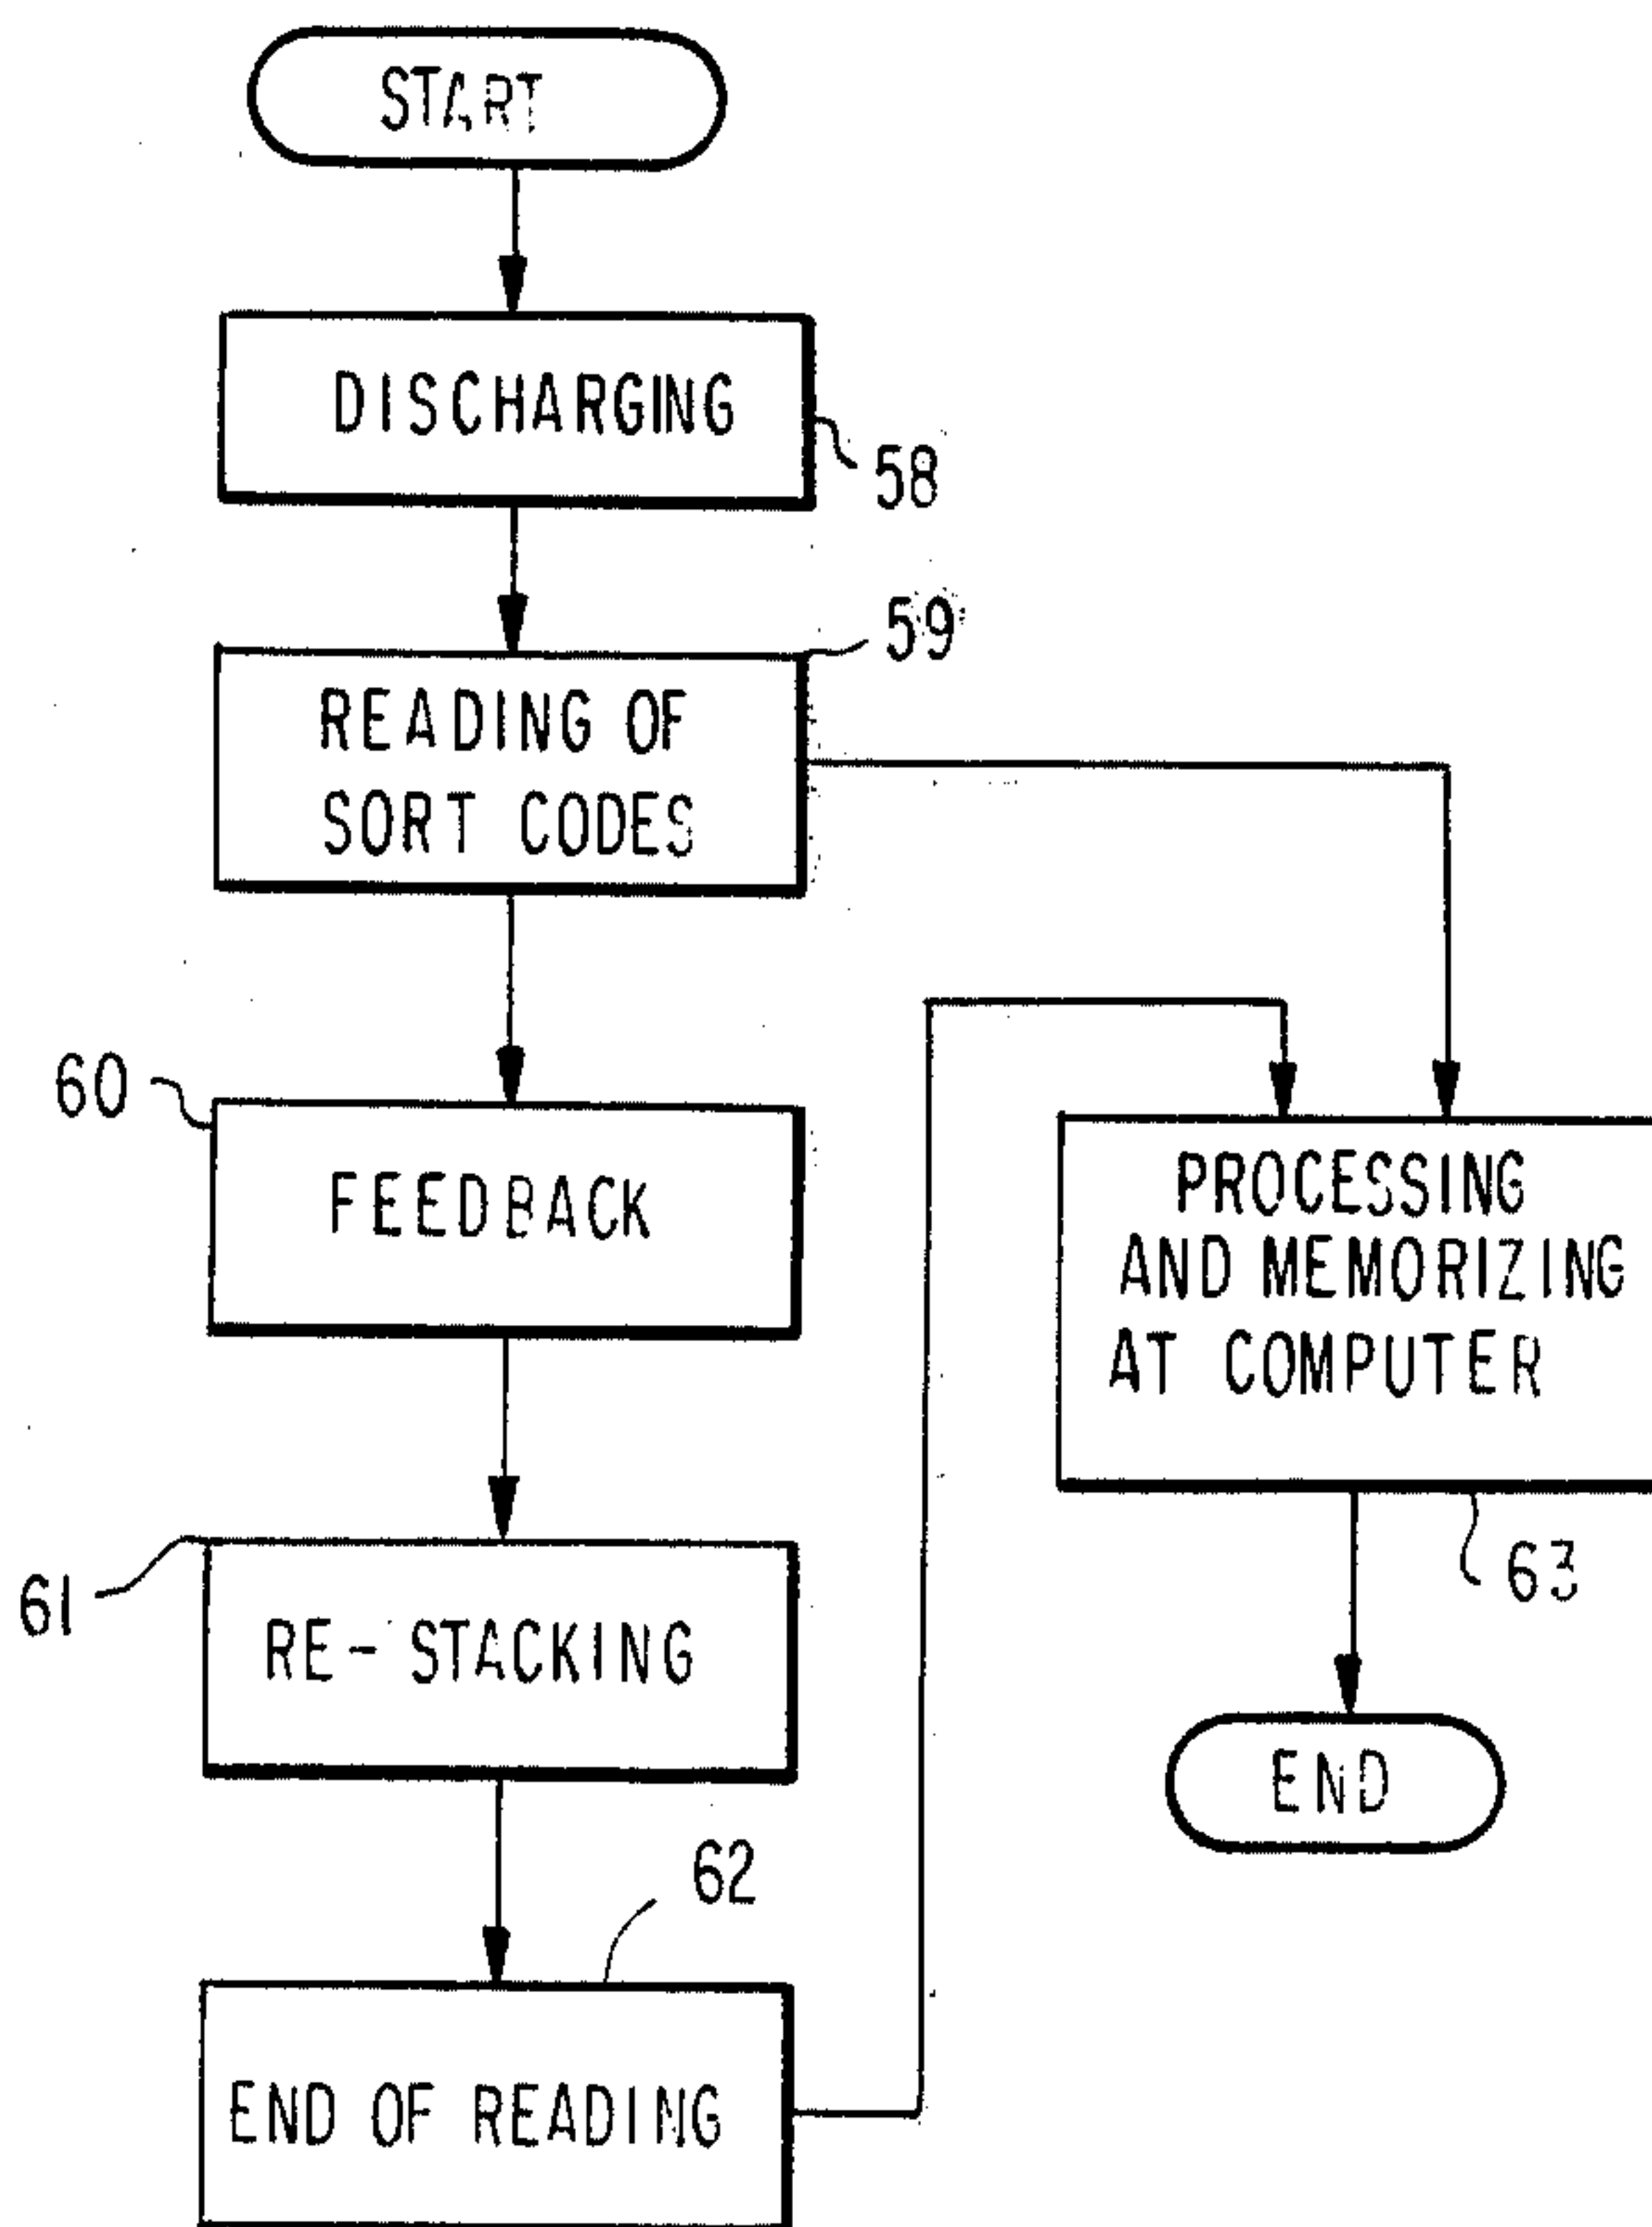 START
DISCHARGING
58
59
READING OF
SORT CODES
60
FEEDBACK
61
RE-STACKING
62
END OF READING
PROCESSING
AND MEMORIZING
AT COMPUTER
63
END